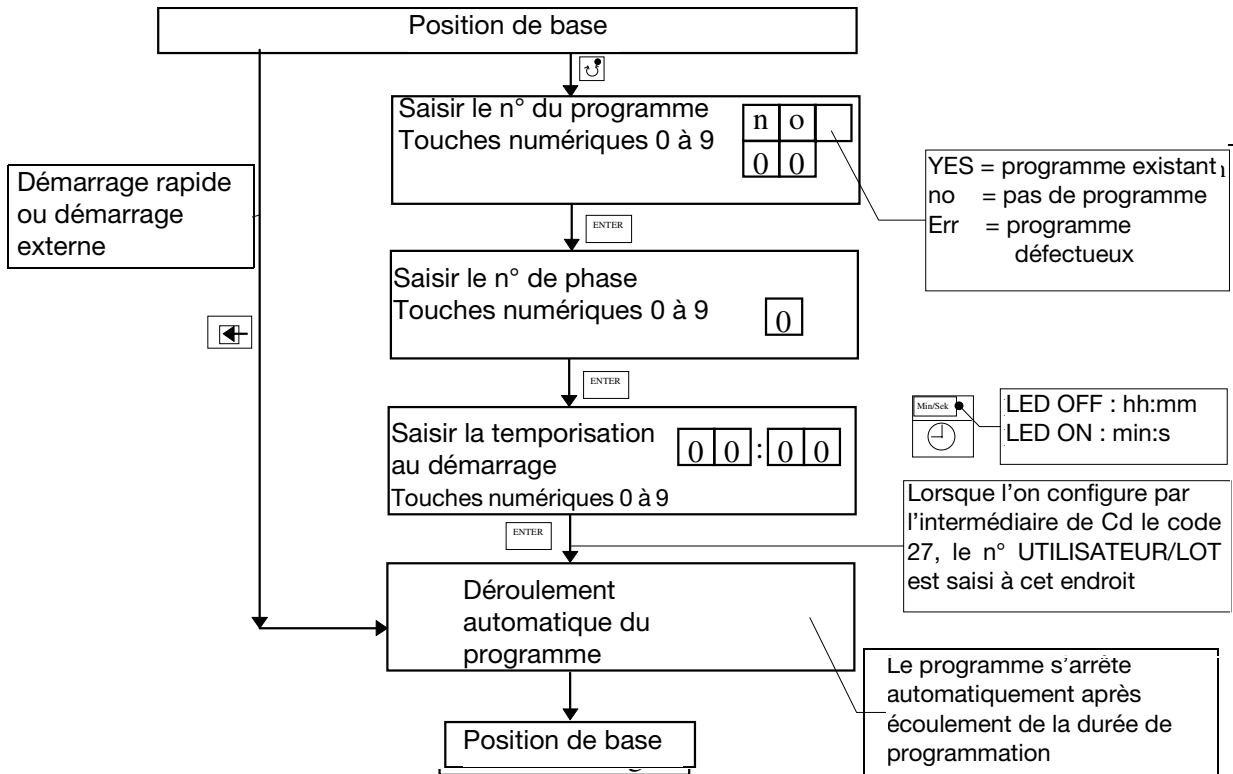 Position de base
Saisir le n° du programme
Touches numériques 0 à 9
n o
0 0
YES = programme existant
no = pas de programme
Err = programme
défectueux
Démarrage rapide
ou démarrage
externe
ENTER
Saisir le n° de phase
Touches numériques 0 à 9
0
ENTER
Saisir la temporisation
au démarrage
Touches numériques 0 à 9
0 0 : 0 0
Min/Sek
LED OFF : hh:mm
LED ON : min:s
ENTER
Lorsque l'on configure par
l'intermédiaire de Cd le code
27, le n° UTILISATEUR/LOT
est saisi à cet endroit
Déroulement
automatique du
programme
Le programme s'arrête
automatiquement après
écoulement de la durée de
programmation
Position de base